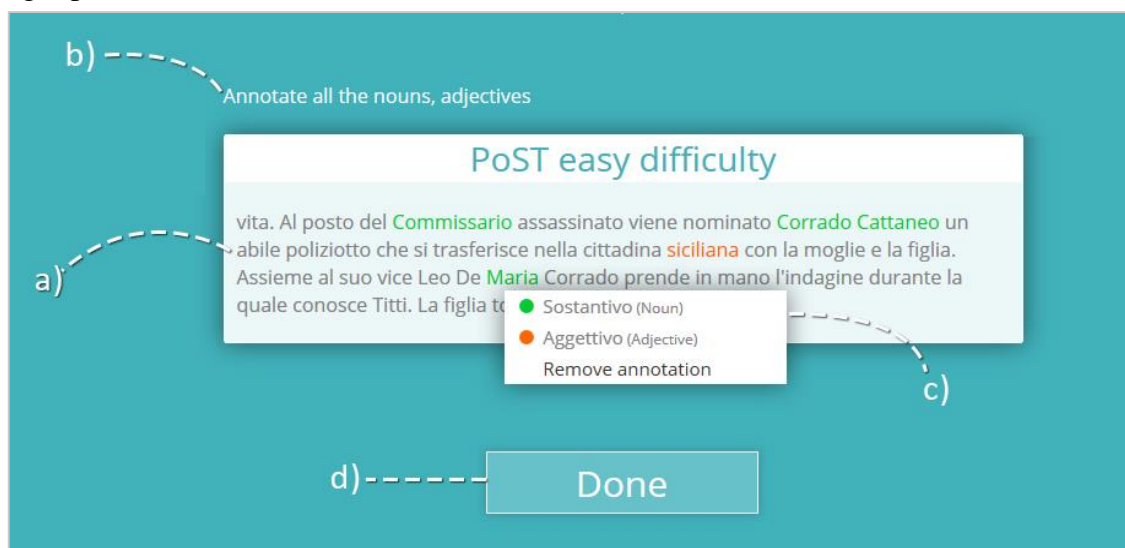 b)
Annotate all the nouns, adjectives
PoST easy difficulty
vita. Al posto del Commissario assassinato viene nominato Corrado Cattaneo un
abile poliziotto che si trasferisce nella cittadina siciliana con la moglie e la figlia.
a)
Assieme al suo vice Leo De Maria Corrado prende in mano l'indagine durante la
quale conosce Titti. La figlia
Sostantivo (Noun)
Aggettivo (Adjective)
Remove annotation
c)
d)
Done